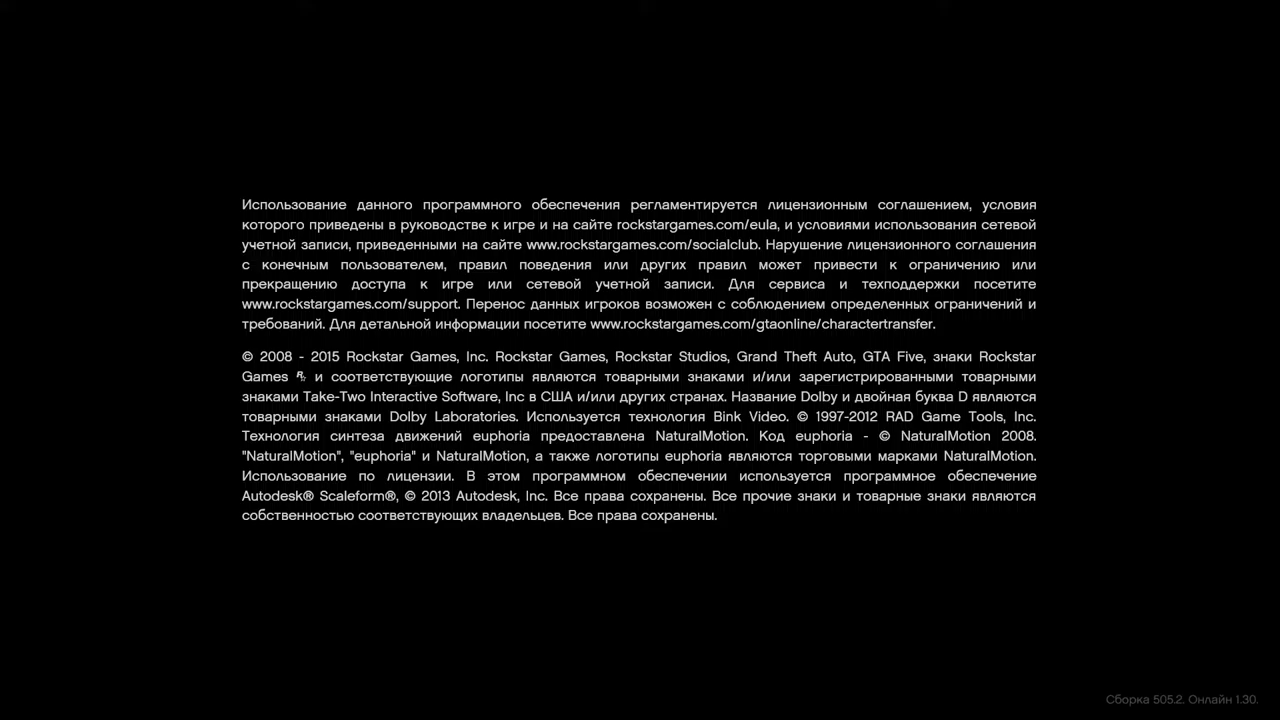 Использование данного программного обеспечения регламентируется лицензионным соглашением, условия
которого приведены в руководстве к игре и на сайте rockstargames.com/eula, и условиями использования сетевой
учетной записи, приведенными на сайте www.rockstargames.com/socialclub. Нарушение лицензионного соглашения
с конечным пользователем, правил поведения или других правил может привести к ограничению или
прекращению доступа к игре или сетевой учетной записи. Для сервиса и техподдержки посетите
www.rockstargames.com/support. Перенос данных игроков возможен с соблюдением определенных ограничений и
требований. Для детальной информации посетите www.rockstargames.com/gtaonline/charactertransfer.
© 2008 - 2015 Rockstar Games, Inc. Rockstar Games, Rockstar Studios, Grand Theft Auto, GTA Five, знаки Rockstar
Games R* и соответствующие логотипы являются товарными знаками и/или зарегистрированными товарными
знаками Take-Two Interactive Software, Inc в США и/или других странах. Название Dolby и двойная буква D являются
товарными знаками Dolby Laboratories. Используется технология Bink Video. © 1997-2012 RAD Game Tools, Inc.
Технология синтеза движений euphoria предоставлена NaturalMotion. Код euphoria - © NaturalMotion 2008.
"NaturalMotion", "euphoria" и NaturalMotion, а также логотипы euphoria являются торговыми марками NaturalMotion.
Использование по лицензии. В этом программном обеспечении используется программное обеспечение
Autodesk® Scaleform®, © 2013 Autodesk, Inc. Все права сохранены. Все прочие знаки и товарные знаки являются
собственностью соответствующих владельцев. Все права сохранены.
Сборка 505.2. Онлайн 1.30.